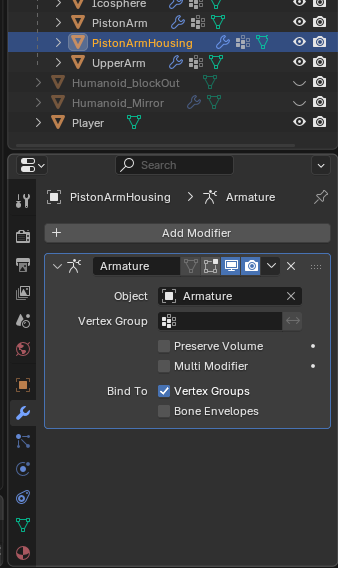 Icosphere
PistonArm
PistonArmHousing
UpperArm
Humanoid_blockOut
Humanoid_Mirror
Player
Search
PistonArmHousing > Armature
+ Add Modifier
Armature
Object Armature
Vertex Group
Preserve Volume
Multi Modifier
Bind To Vertex Groups
Bone Envelopes